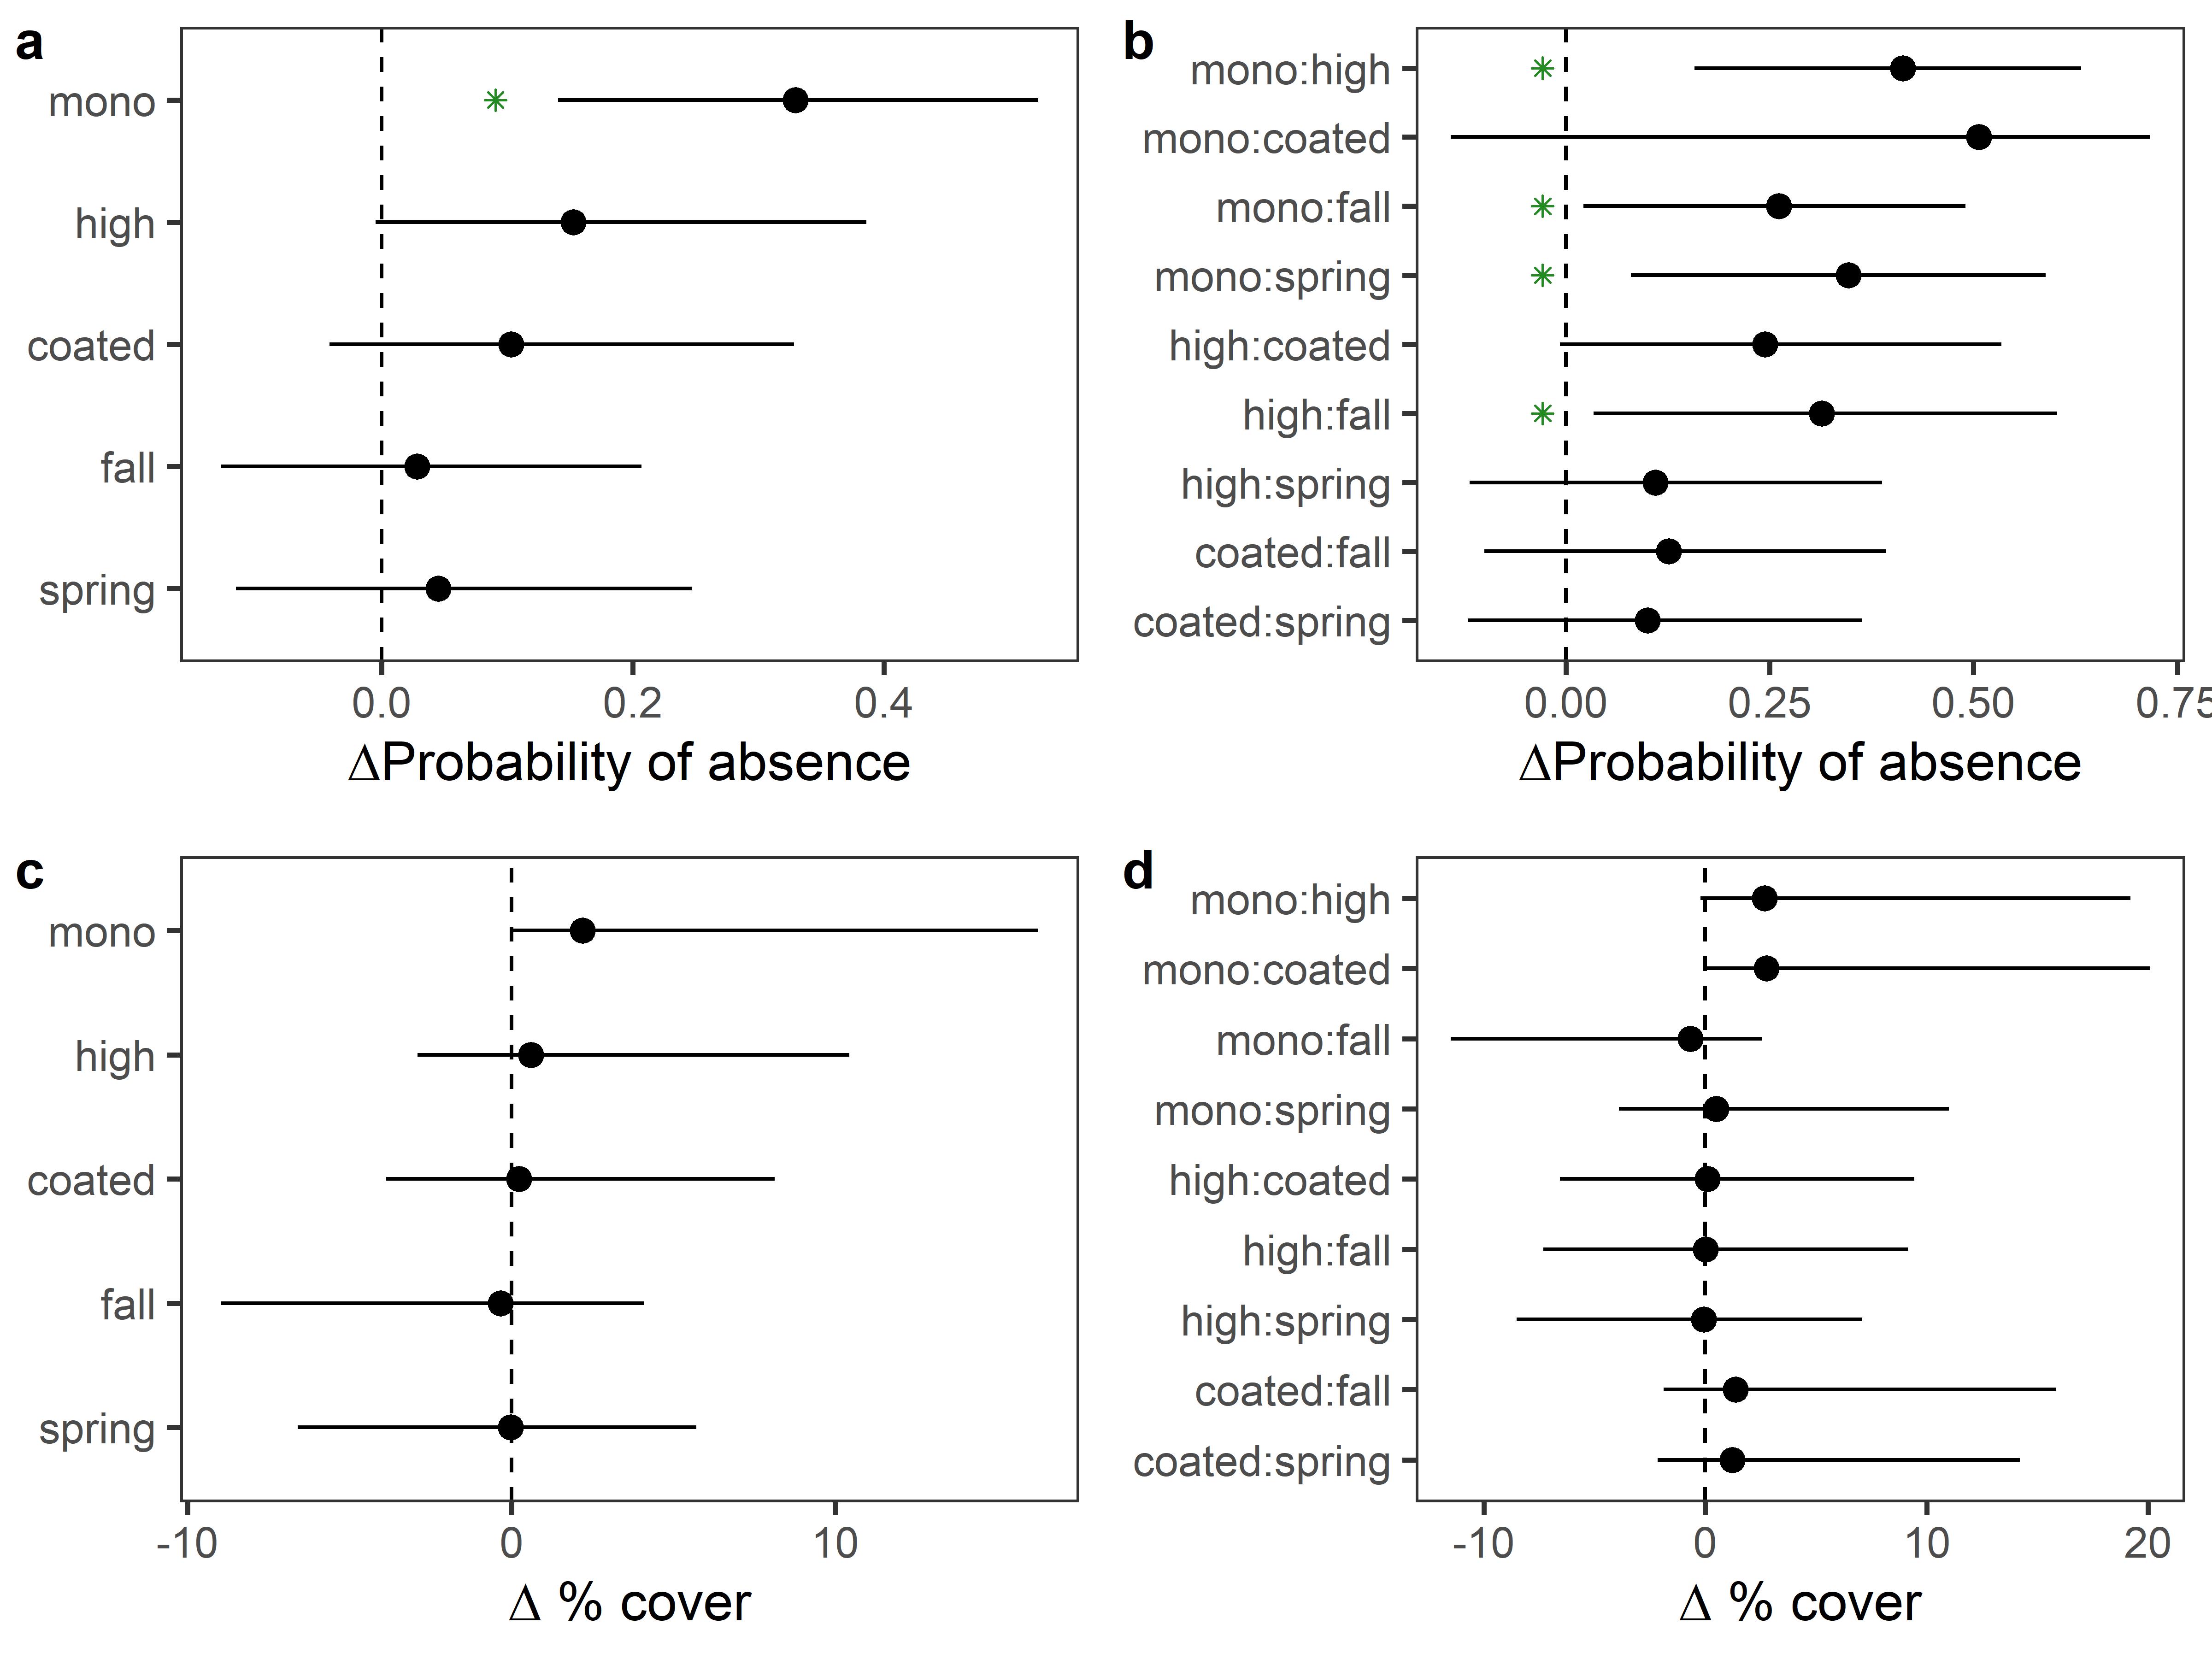 a
mono
high
coated
fall
spring
0.0 0.2 0.4
ΔProbability of absence
b
mono:high
mono:coated
mono:fall
mono:spring
high:coated
high:fall
high:spring
coated:fall
coated:spring
0.00 0.25 0.50 0.75
ΔProbability of absence
c
mono
high
coated
fall
spring
-10 0 10
Δ % cover
d
mono:high
mono:coated
mono:fall
mono:spring
high:coated
high:fall
high:spring
coated:fall
coated:spring
-10 0 10 20
Δ % cover